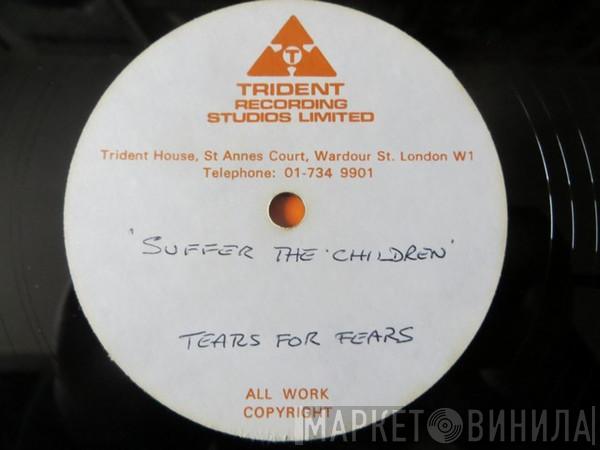 T
TRIDENT
RECORDING
STUDIOS LIMITED
Trident House, St Annes Court, Wardour St. London W1
Telephone: 01-734 9901
'SUFFER THE CHILDREN'
TEARS FOR FEARS
ALL WORK
COPYRIGHT
МАРКЕТ ВИНИЛА